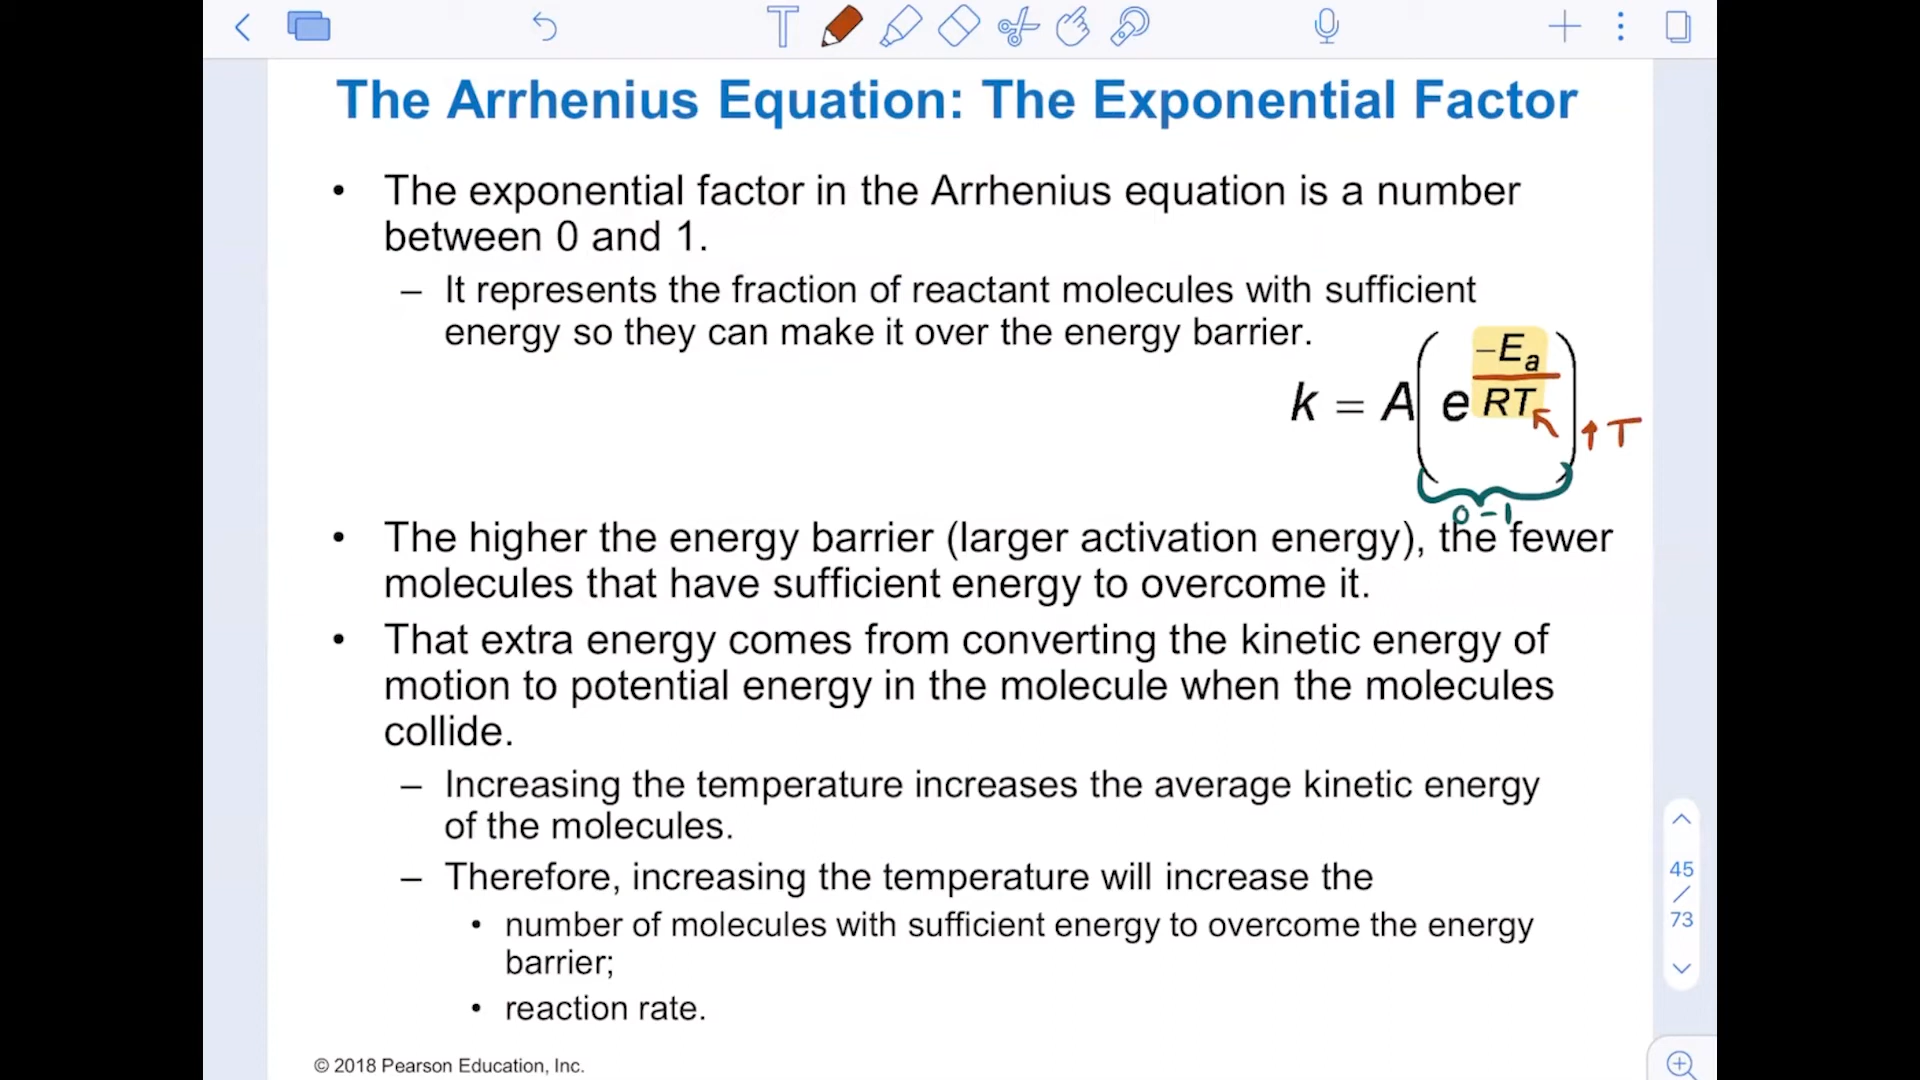 The Arrhenius Equation: The Exponential Factor
• The exponential factor in the Arrhenius equation is a number
between 0 and 1.
– It represents the fraction of reactant molecules with sufficient
energy so they can make it over the energy barrier.
k = A( e^(-Ea/RT) ) ↑T
0-1
• The higher the energy barrier (larger activation energy), the fewer
molecules that have sufficient energy to overcome it.
• That extra energy comes from converting the kinetic energy of
motion to potential energy in the molecule when the molecules
collide.
– Increasing the temperature increases the average kinetic energy
of the molecules.
– Therefore, increasing the temperature will increase the
• number of molecules with sufficient energy to overcome the energy
barrier;
• reaction rate.
45
/
73
© 2018 Pearson Education, Inc.